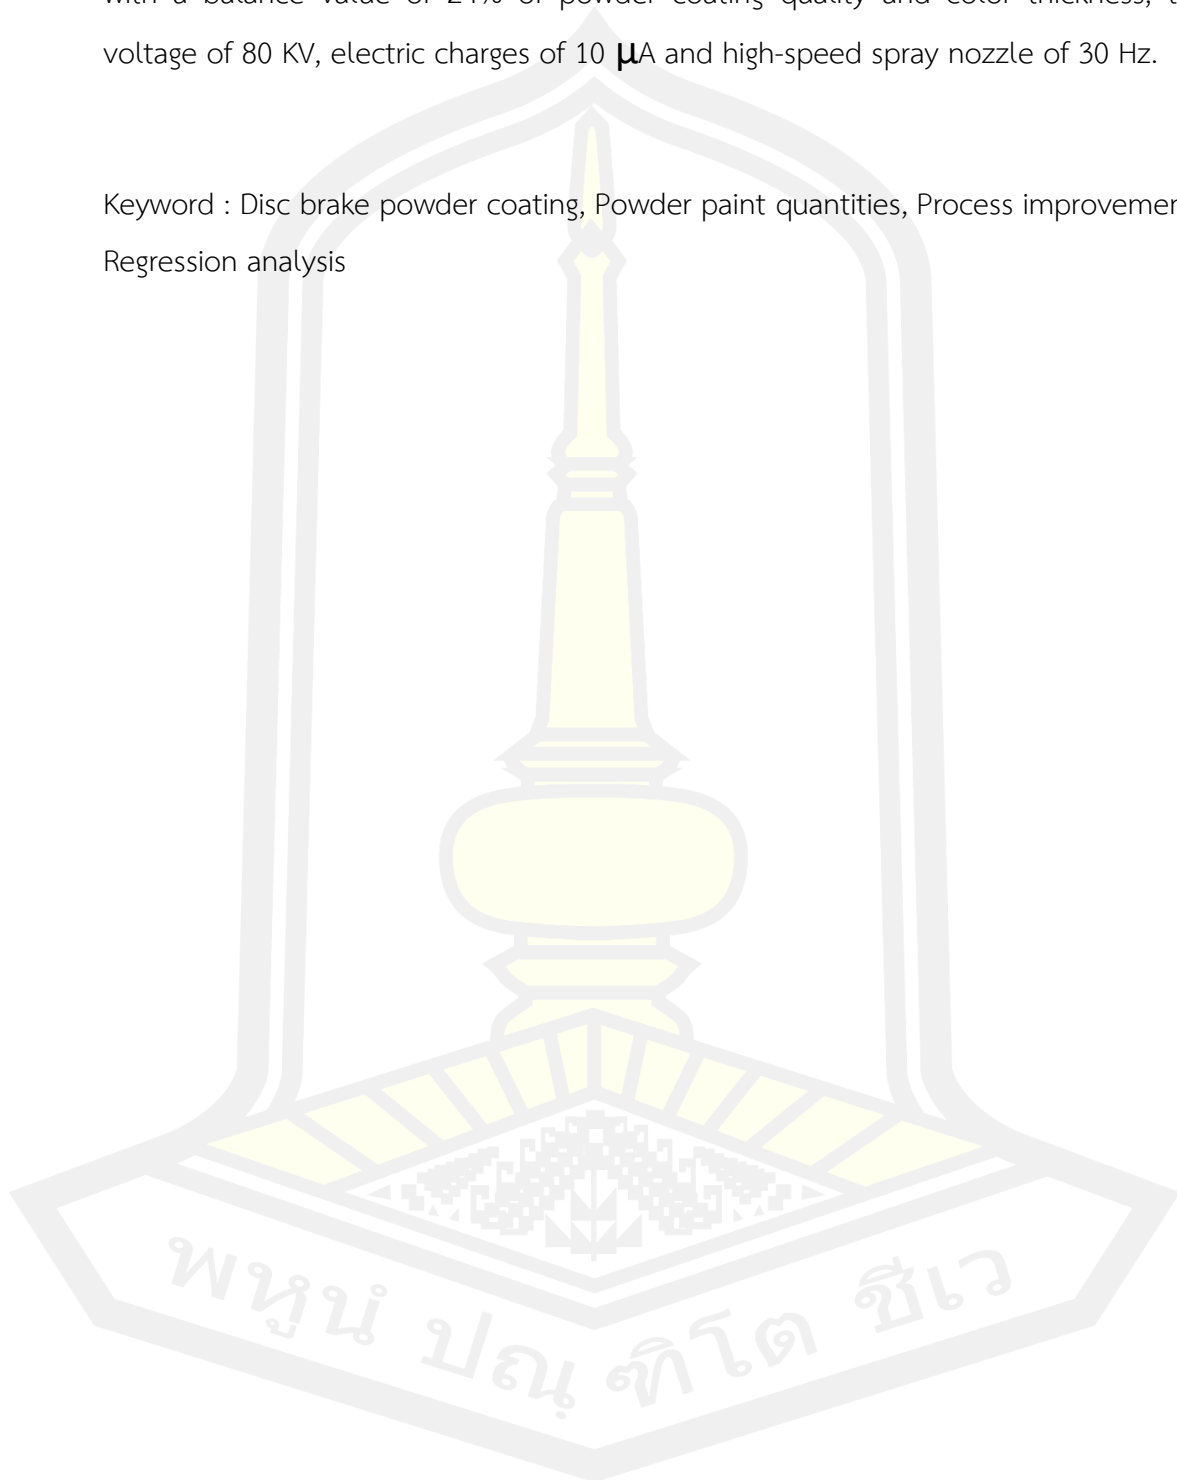 voltage of 80 KV, electric charges of 10 µA and high-speed spray nozzle of 30 Hz.
Keyword : Disc brake powder coating, Powder paint quantities, Process
Regression analysis
พหูนํ ปณฺฑิโต ชีเว